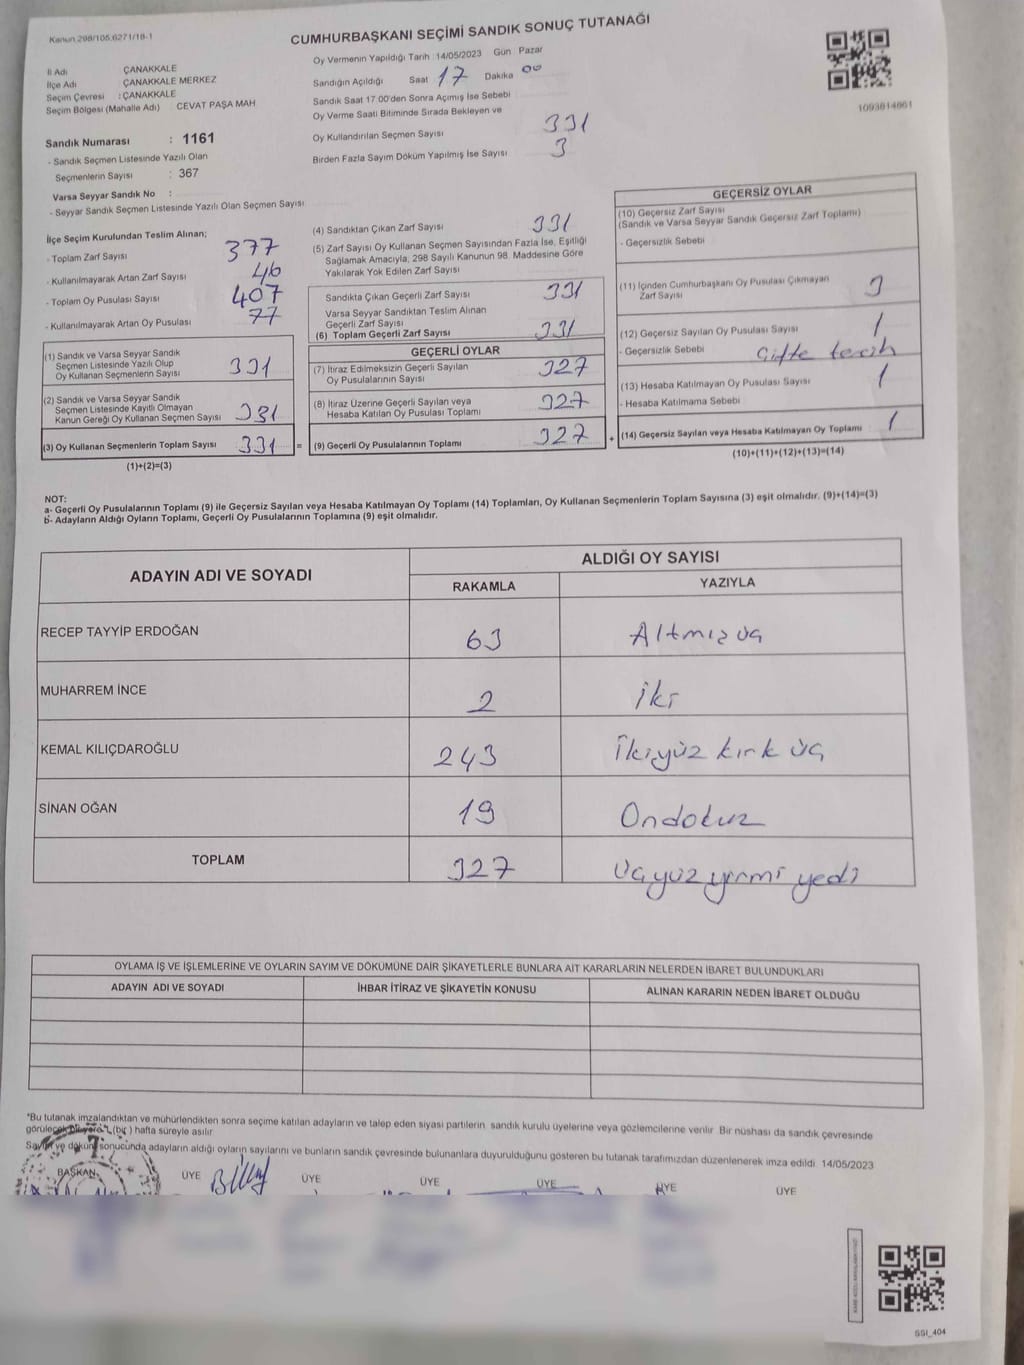 Kanun 298/105.6271/18-1
CUMHURBAŞKANI SEÇİMİ SANDIK SONUÇ TUTANAĞI
İl Adı ÇANAKKALE
İlçe Adı ÇANAKKALE MERKEZ
Seçim Çevresi : ÇANAKKALE
Seçim Bölgesi (Mahalle Adı) CEVAT PAŞA MAH
Sandık Numarası : 1161
- Sandık Seçmen Listesinde Yazılı Olan
Seçmenlerin Sayısı : 367
Varsa Seyyar Sandık No :
- Seyyar Sandık Seçmen Listesinde Yazılı Olan Seçmen Sayısı
Oy Vermenin Yapıldığı Tarih : 14/05/2023 Gün Pazar
Sandığın Açıldığı Saat 17 Dakika 00
Sandık Saat 17.00'den Sonra Açımış İse Sebebi
Oy Verme Saati Bitiminde Sırada Bekleyen ve
Oy Kullandırılan Seçmen Sayısı 331
Birden Fazla Sayım Döküm Yapılmış İse Sayısı 3
1093814861
İlçe Seçim Kurulundan Teslim Alınan;
- Toplam Zarf Sayısı 377
- Kullanılmayarak Artan Zarf Sayısı 46
- Toplam Oy Pusulası Sayısı 407
- Kullanılmayarak Artan Oy Pusulası 77
(1) Sandık ve Varsa Seyyar Sandık
Seçmen Listesinde Yazılı Olup
Oy Kullanan Seçmenlerin Sayısı 331
(2) Sandık ve Varsa Seyyar Sandık
Seçmen Listesinde Kayıtlı Olmayan
Kanun Gereği Oy Kullanan Seçmen Sayısı 331
(3) Oy Kullanan Seçmenlerin Toplam Sayısı 331 =
(1)+(2)=(3)
(4) Sandıktan Çıkan Zarf Sayısı 331
(5) Zarf Sayısı Oy Kullanan Seçmen Sayısından Fazla İse, Eşitliği
Sağlamak Amacıyla, 298 Sayılı Kanunun 98. Maddesine Göre
Yakılarak Yok Edilen Zarf Sayısı
Sandıkta Çıkan Geçerli Zarf Sayısı 331
Varsa Seyyar Sandıktan Teslim Alınan
Geçerli Zarf Sayısı
(6) Toplam Geçerli Zarf Sayısı 331
GEÇERLİ OYLAR
(7) İtiraz Edilmeksizin Geçerli Sayılan
Oy Pusulalarının Sayısı 327
(8) İtiraz Üzerine Geçerli Sayılan veya
Hesaba Katılan Oy Pusulası Toplamı 327
(9) Geçerli Oy Pusulalarının Toplamı 327 +
GEÇERSİZ OYLAR
(10) Geçersiz Zarf Sayısı
(Sandık ve Varsa Seyyar Sandık Geçersiz Zarf Toplamı)
- Geçersizlik Sebebi
(11) İçinden Cumhurbaşkanı Oy Pusulası Çıkmayan
Zarf Sayısı 3
(12) Geçersiz Sayılan Oy Pusulası Sayısı 1
- Geçersizlik Sebebi Çifte tercih
(13) Hesaba Katılmayan Oy Pusulası Sayısı 1
- Hesaba Katılmama Sebebi
(14) Geçersiz Sayılan veya Hesaba Katılmayan Oy Toplamı 1
(10)+(11)+(12)+(13)=(14)
NOT:
a- Geçerli Oy Pusulalarının Toplamı (9) ile Geçersiz Sayılan veya Hesaba Katılmayan Oy Toplamı (14) Toplamları, Oy Kullanan Seçmenlerin Toplam Sayısına (3) eşit olmalıdır. (9)+(14)=(3)
b- Adayların Aldığı Oyların Toplamı, Geçerli Oy Pusulalarının Toplamına (9) eşit olmalıdır.
ADAYIN ADI VE SOYADI ALDIĞI OY SAYISI
RAKAMLA YAZIYLA
RECEP TAYYİP ERDOĞAN 63 Altmış üç
MUHARREM İNCE 2 iki
KEMAL KILIÇDAROĞLU 243 İkiyüz kırk üç
SİNAN OĞAN 19 Ondokuz
TOPLAM 327 Üçyüz yirmi yedi
OYLAMA İŞ VE İŞLEMLERİNE VE OYLARIN SAYIM VE DÖKÜMÜNE DAİR ŞİKAYETLERLE BUNLARA AİT KARARLARIN NELERDEN İBARET BULUNDUKLARI
ADAYIN ADI VE SOYADI İHBAR İTİRAZ VE ŞİKAYETİN KONUSU ALINAN KARARIN NEDEN İBARET OLDUĞU
*Bu tutanak imzalandıktan ve mühürlendikten sonra seçime katılan adayların ve talep eden siyasi partilerin, sandık kurulu üyelerine veya gözlemcilerine verilir. Bir nüshası da sandık çevresinde
görülecek bir yere 1 (bir) hafta süreyle asılır.
Sayım ve döküm sonucunda adayların aldığı oyların sayılarını ve bunların sandık çevresinde bulunanlara duyurulduğunu gösteren bu tutanak tarafımızdan düzenlenerek imza edildi. 14/05/2023
BAŞKAN ÜYE ÜYE ÜYE ÜYE ÜYE ÜYE
SSI_404